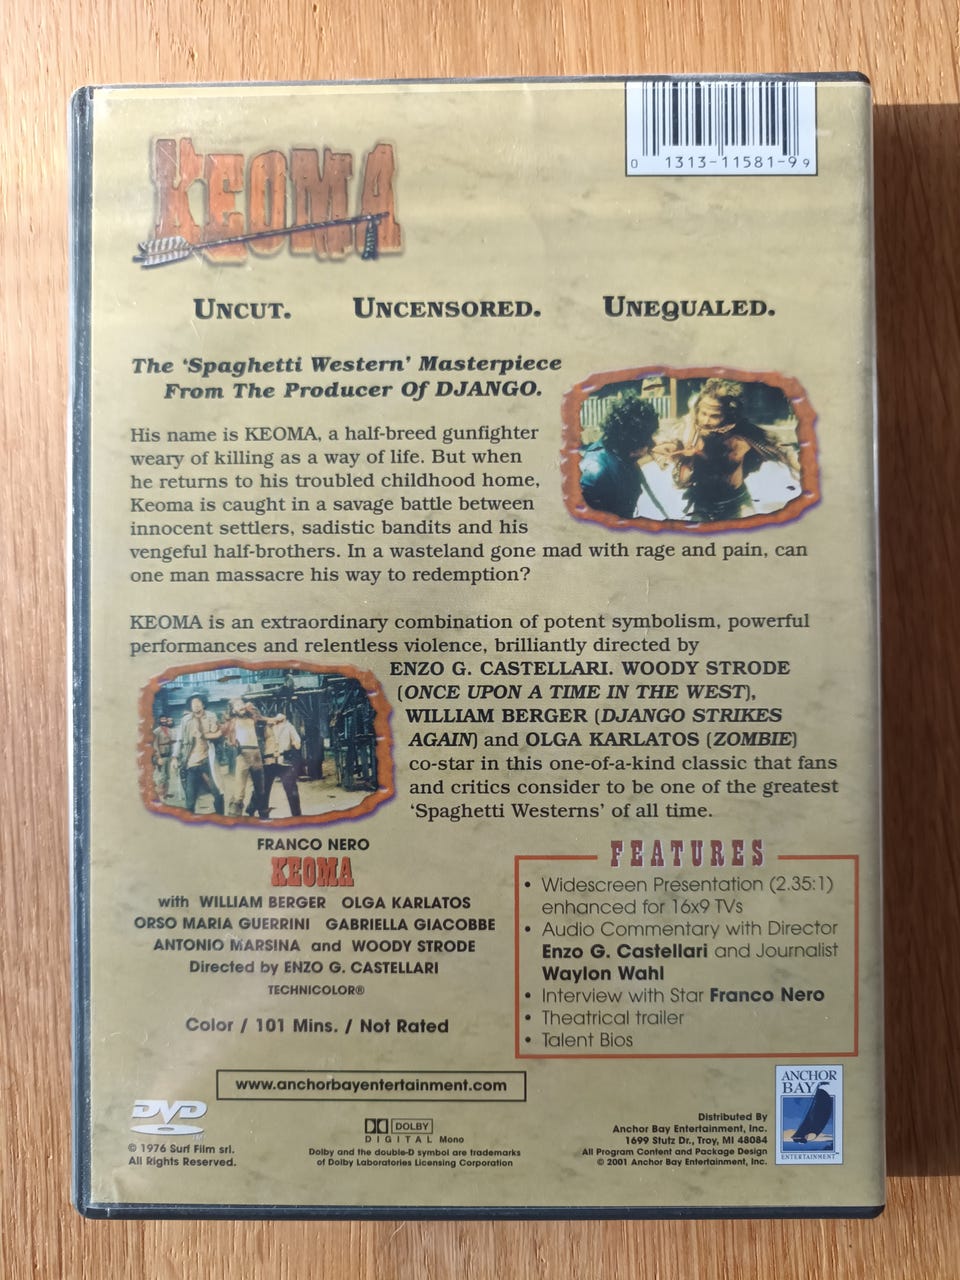 0 1313-11581-9 9
KEOMA
UNCUT. UNCENSORED. UNEQUALED.
The ‘Spaghetti Western’ Masterpiece
From The Producer Of DJANGO.
His name is KEOMA, a half-breed gunfighter
weary of killing as a way of life. But when
he returns to his troubled childhood home,
Keoma is caught in a savage battle between
innocent settlers, sadistic bandits and his
vengeful half-brothers. In a wasteland gone mad with rage and pain, can
one man massacre his way to redemption?
KEOMA is an extraordinary combination of potent symbolism, powerful
performances and relentless violence, brilliantly directed by
ENZO G. CASTELLARI. WOODY STRODE
(ONCE UPON A TIME IN THE WEST),
WILLIAM BERGER (DJANGO STRIKES
AGAIN) and OLGA KARLATOS (ZOMBIE)
co-star in this one-of-a-kind classic that fans
and critics consider to be one of the greatest
‘Spaghetti Westerns’ of all time.
FRANCO NERO
KEOMA
with WILLIAM BERGER OLGA KARLATOS
ORSO MARIA GUERRINI GABRIELLA GIACOBBE
ANTONIO MARSINA and WOODY STRODE
Directed by ENZO G. CASTELLARI
TECHNICOLOR®
Color / 101 Mins. / Not Rated
FEATURES
• Widescreen Presentation (2.35:1)
enhanced for 16x9 TVs
• Audio Commentary with Director
Enzo G. Castellari and Journalist
Waylon Wahl
• Interview with Star Franco Nero
• Theatrical trailer
• Talent Bios
www.anchorbayentertainment.com
DVD
© 1976 Surf Film srl.
All Rights Reserved.
DOLBY
DIGITAL Mono
Dolby and the double-D symbol are trademarks
of Dolby Laboratories Licensing Corporation
Distributed By
Anchor Bay Entertainment, Inc.
1699 Stutz Dr., Troy, MI 48084
All Program Content and Package Design
© 2001 Anchor Bay Entertainment, Inc.
ANCHOR
BAY
ENTERTAINMENT